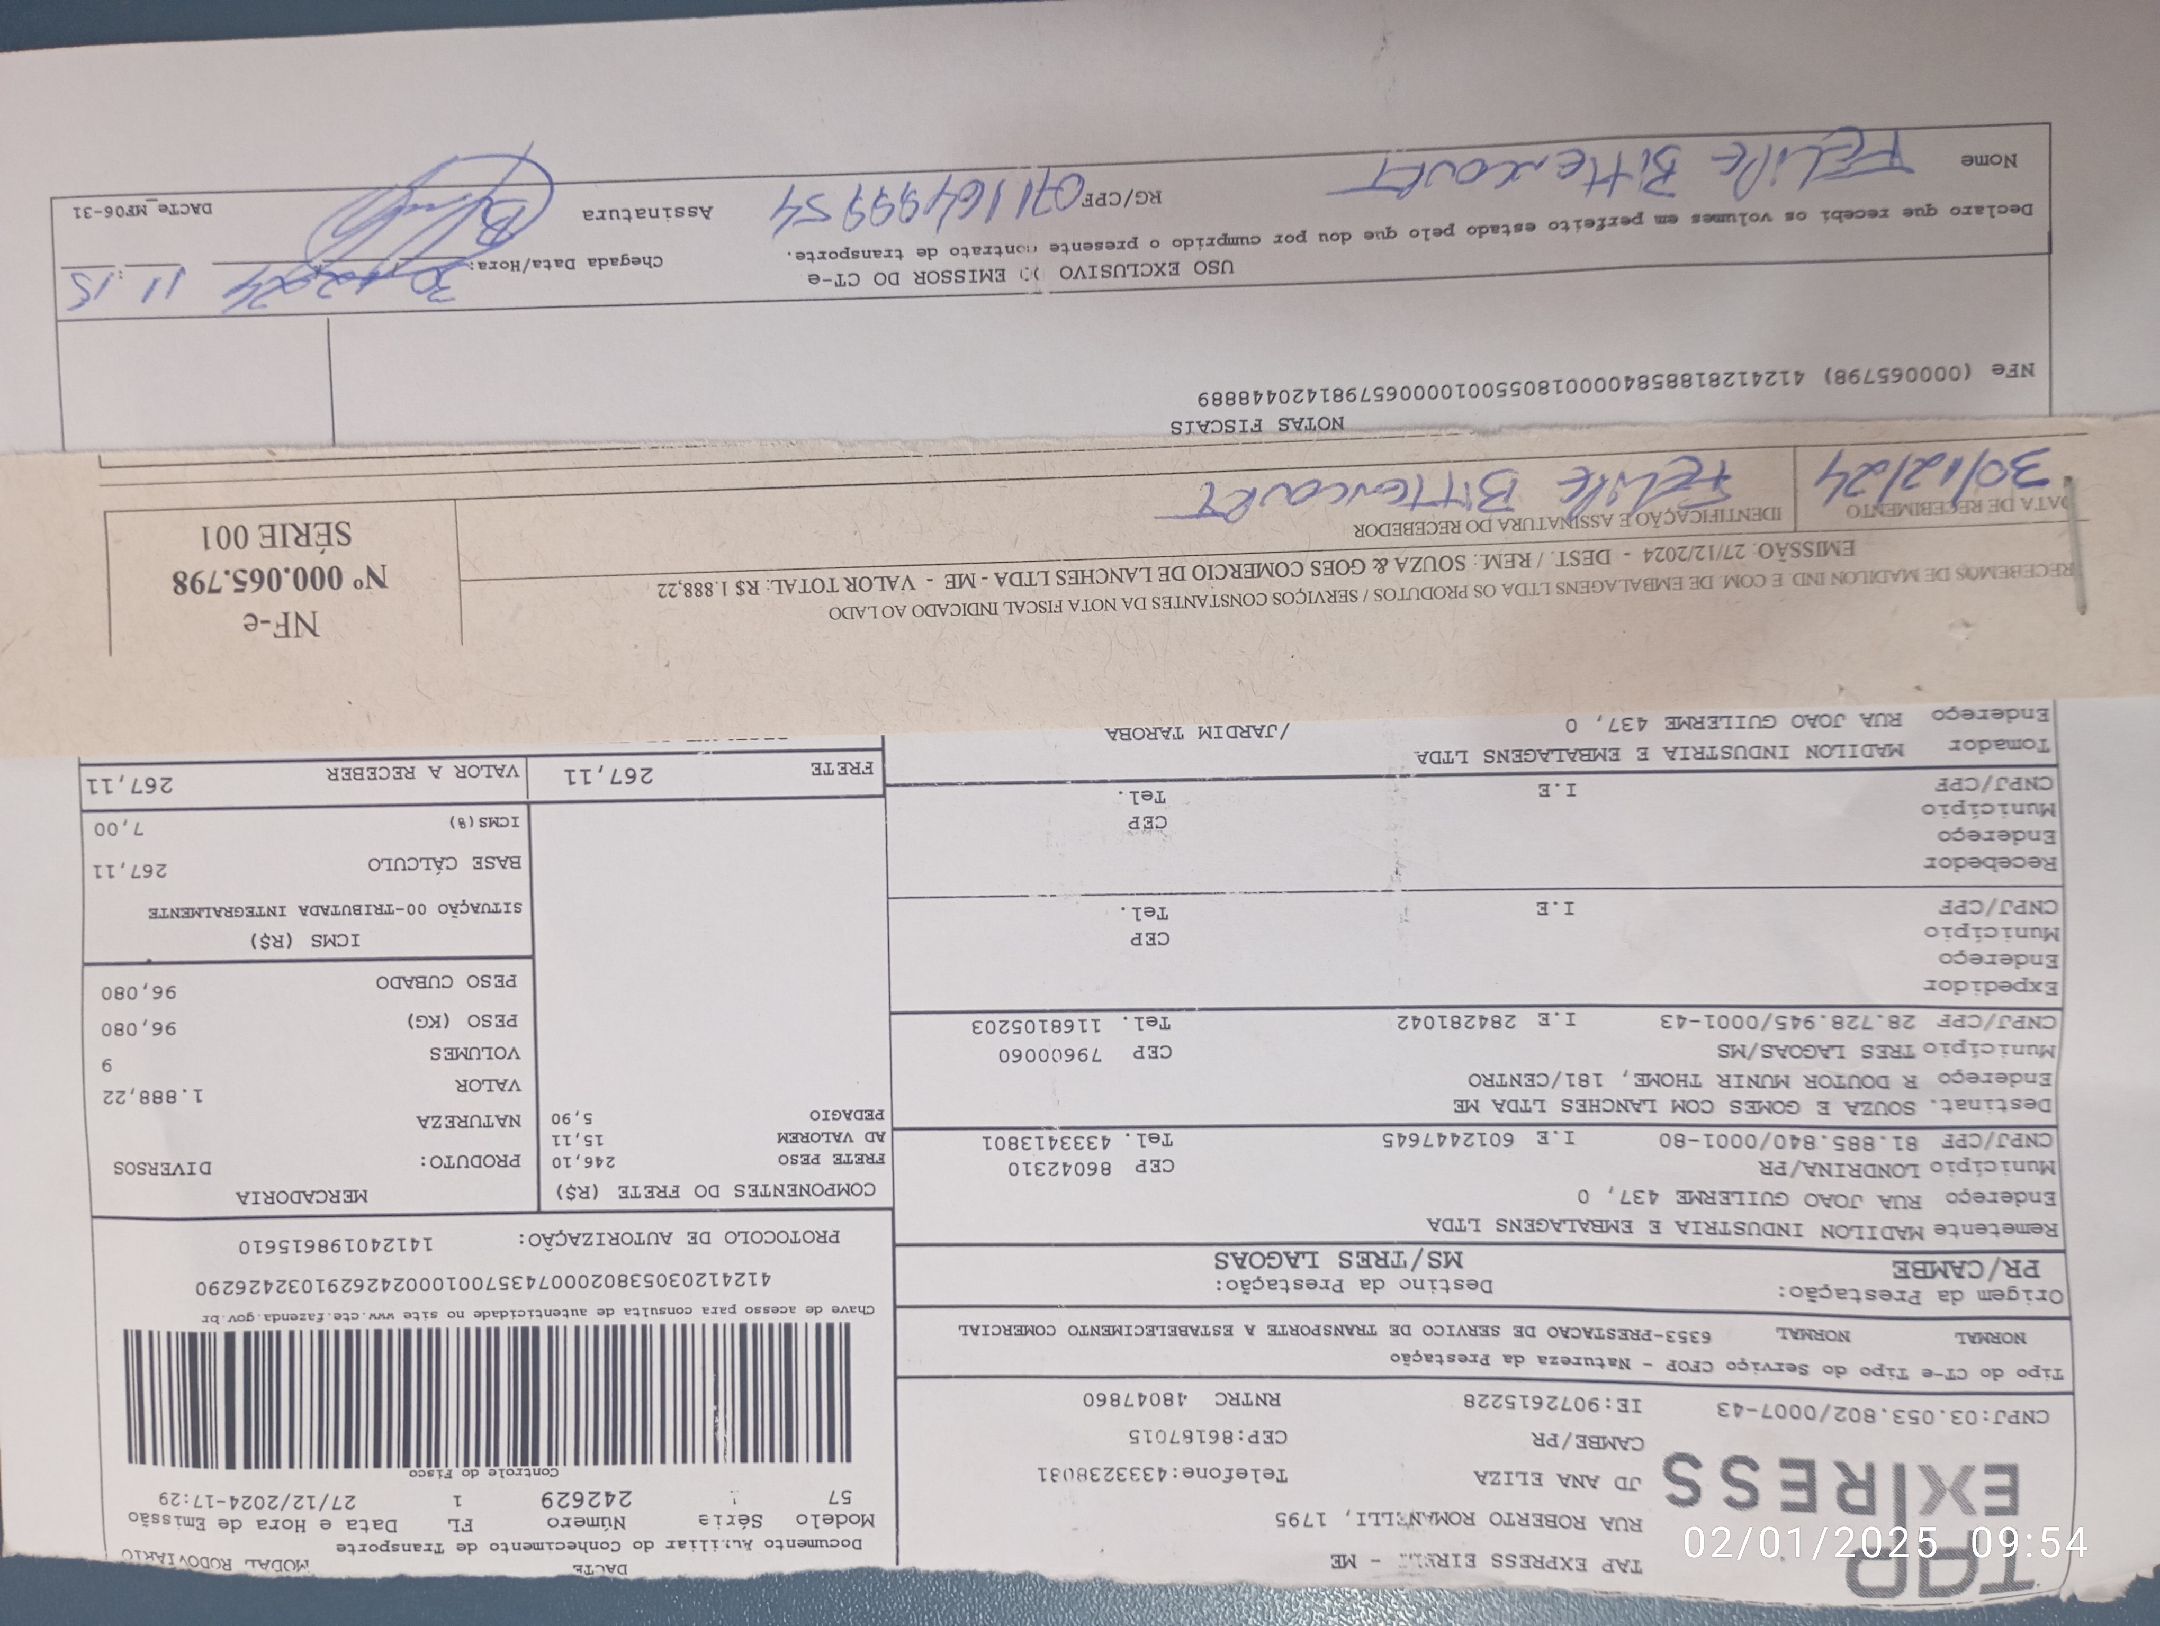 TAP EXPRESS
TAP EXPRESS EIRELI - ME
RUA ROBERTO ROMANELLI, 1795
JD ANA ELIZA Telefone:4333238031
CAMBE/PR CEP:86187015
CNPJ:03.053.802/0007-43 IE:9072615228 RNTRC 48047860
Tipo do CT-e Tipo do Serviço CFOP - Natureza da Prestação
NORMAL NORMAL 6353-PRESTACAO DE SERVICO DE TRANSPORTE A ESTABELECIMENTO COMERCIAL
Origem da Prestação: Destino da Prestação:
PR/CAMBE MS/TRES LAGOAS
DACTE MODAL RODOVIÁRIO
Documento Auxiliar do Conhecimento de Transporte
Modelo Série Número FL Data e Hora de Emissão
57 242629 1 27/12/2024-17:29
Controle do Fisco
Chave de acesso para consulta de autenticidade no site www.cte.fazenda.gov.br
41241203053802000743570010002426291032426290
PROTOCOLO DE AUTORIZAÇÃO: 141240198615610
Remetente MADILON INDUSTRIA E EMBALAGENS LTDA
Endereço RUA JOAO GUILERME 437, 0
Município LONDRINA/PR CEP 86042310
CNPJ/CPF 81.885.840/0001-80 I.E 6012447645 Tel. 4333413801
Destinat. SOUZA E GOMES COM LANCHES LTDA ME
Endereço R DOUTOR MUNIR THOME, 181/CENTRO
Município TRES LAGOAS/MS CEP 79600060
CNPJ/CPF 28.728.945/0001-43 I.E 284281042 Tel. 1168105203
Expedidor
Endereço
Município CEP
CNPJ/CPF I.E Tel.
Recebedor
Endereço
Município CEP
CNPJ/CPF I.E Tel.
Tomador MADILON INDUSTRIA E EMBALAGENS LTDA
Endereço RUA JOAO GUILERME 437, 0 /JARDIM TAROBA
COMPONENTES DO FRETE (R$)
FRETE PESO 246,10
AD VALOREM 15,11
PEDAGIO 5,90
MERCADORIA
PRODUTO: DIVERSOS
NATUREZA
VALOR 1.888,22
VOLUMES 9
PESO (KG) 96,080
PESO CUBADO 96,080
ICMS (R$)
SITUAÇÃO 00-TRIBUTADA INTEGRALMENTE
BASE CÁLCULO 267,11
ICMS(%) 7,00
FRETE 267,11 VALOR A RECEBER 267,11
RECEBEMOS DE MADILON IND E COM. DE EMBALAGENS LTDA OS PRODUTOS / SERVIÇOS CONSTANTES DA NOTA FISCAL INDICADO AO LADO
EMISSÃO: 27/12/2024 - DEST. / REM.: SOUZA & GOES COMERCIO DE LANCHES LTDA - ME - VALOR TOTAL: R$ 1.888,22
DATA DE RECEBIMENTO IDENTIFICAÇÃO E ASSINATURA DO RECEBEDOR
30/12/24 FELIPE BITTENCOURT
NF-e
Nº 000.065.798
SÉRIE 001
NOTAS FISCAIS
NFe (000065798) 41241281885840000180550010000657981420448889
USO EXCLUSIVO DO EMISSOR DO CT-e
Declaro que recebi os volumes em perfeito estado pelo que dou por cumprido o presente contrato de transporte.
Chegada Data/Hora: 30 12 2024 11:15
Nome FELIPE BITTENCOURT RG/CPF 07116499954 Assinatura
DACTe_MF06-31
02/01/2025 09:54